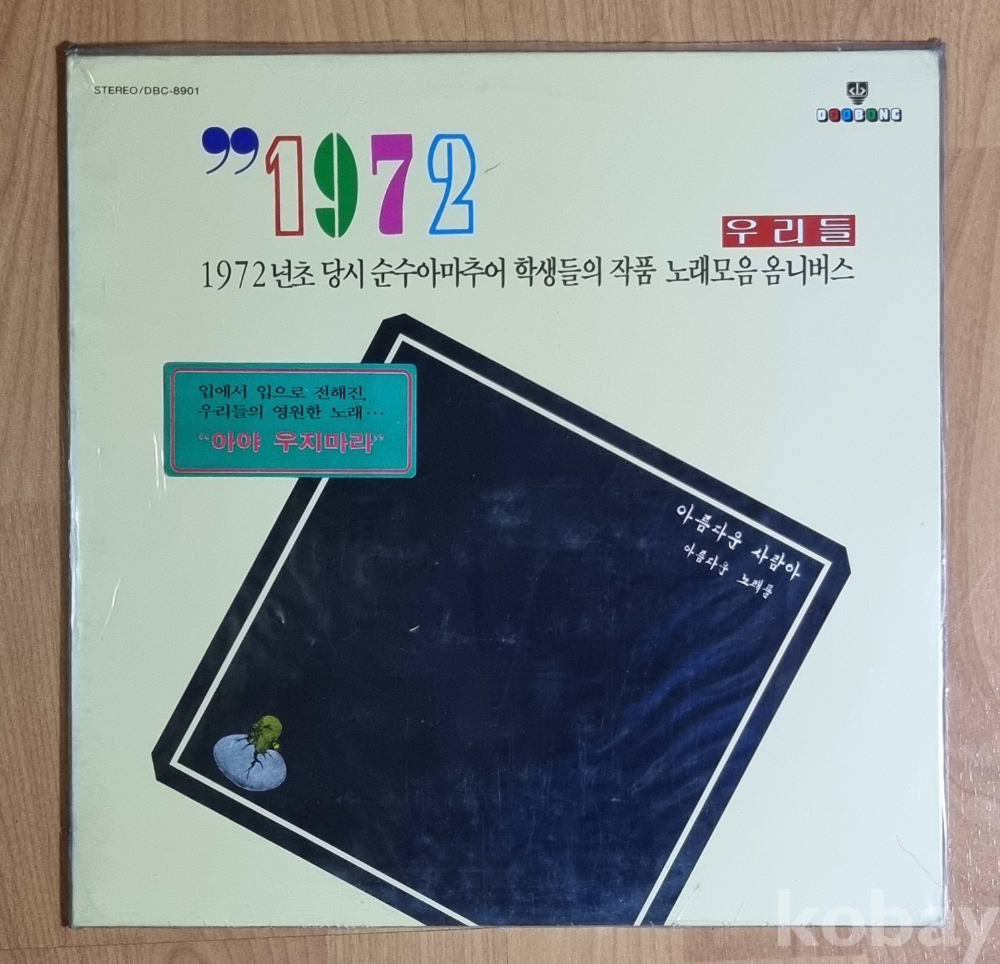 STEREO/DBC-8901
DOOBONG
”1972
우리들
1972년초 당시 순수아마추어 학생들의 작품 노래모음 옴니버스
입에서 입으로 전해진,
우리들의 영원한 노래…
“아야 우지마라”
아름다운 사람아
아름다운 노래를
kobay